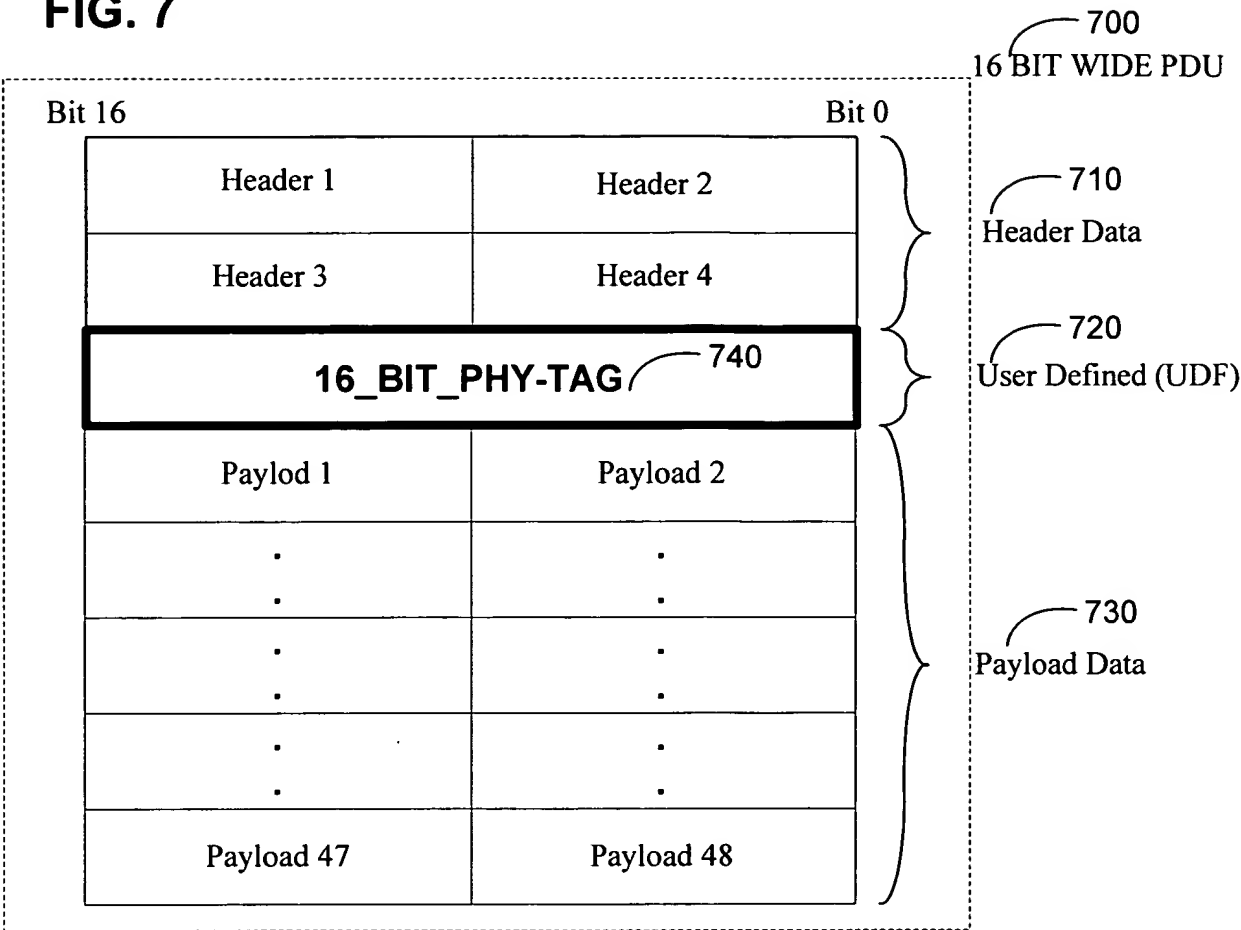 FIG. 7
700
16 BIT WIDE PDU
Bit 16 Bit 0
Header 1 Header 2
710
Header Data
Header 3 Header 4
720
User Defined (UDF)
16_BIT_PHY-TAG 740
Paylod 1 Payload 2
. .
. .
. .
. .
730
Payload Data
. .
. .
Payload 47 Payload 48